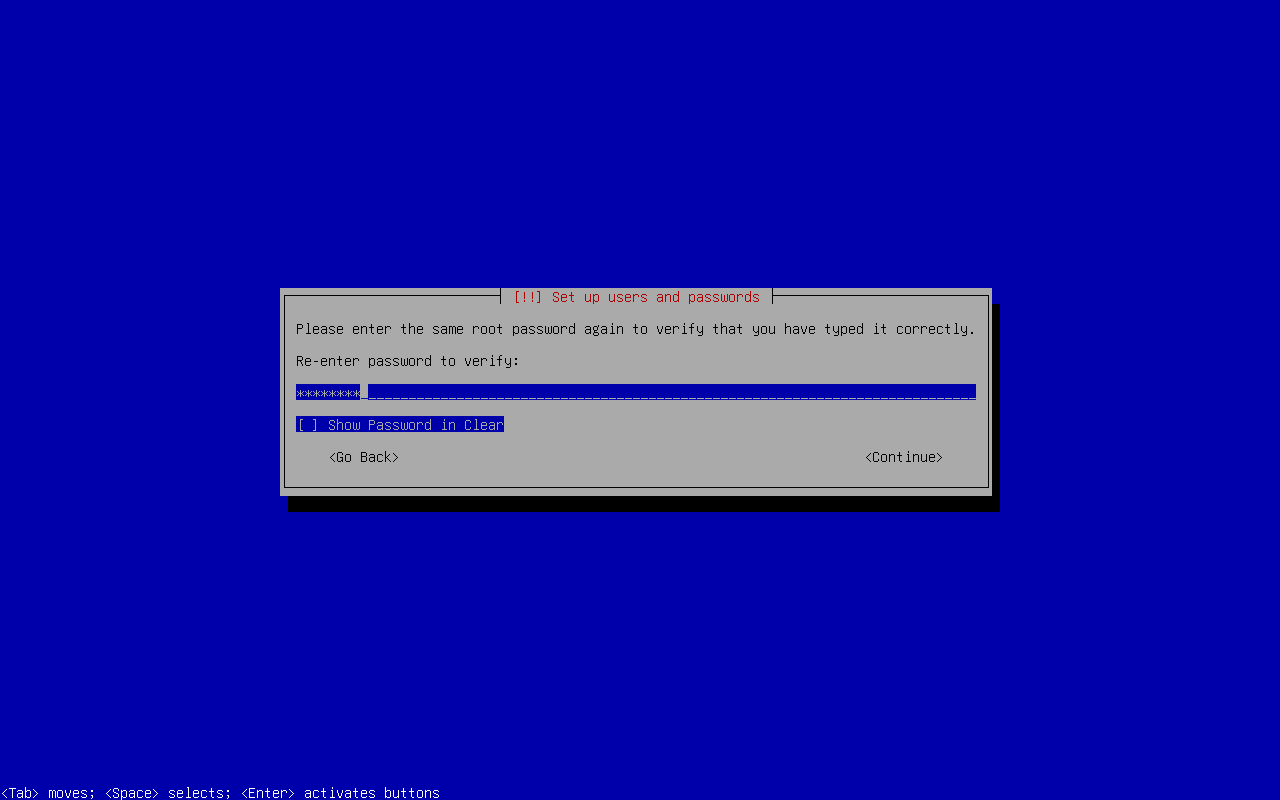 [!!] Set up users and passwords
Please enter the same root password again to verify that you have typed it correctly.
Re-enter password to verify:
********_____________________________________________________________________________
[ ] Show Password in Clear
<Go Back> <Continue>
<Tab> moves; <Space> selects; <Enter> activates buttons